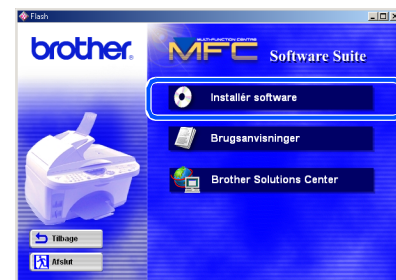 Flash
brother.
MULTI-FUNCTION CENTRE
MFC Software Suite
Installér software
Brugsanvisninger
Brother Solutions Center
Tilbage
Afslut